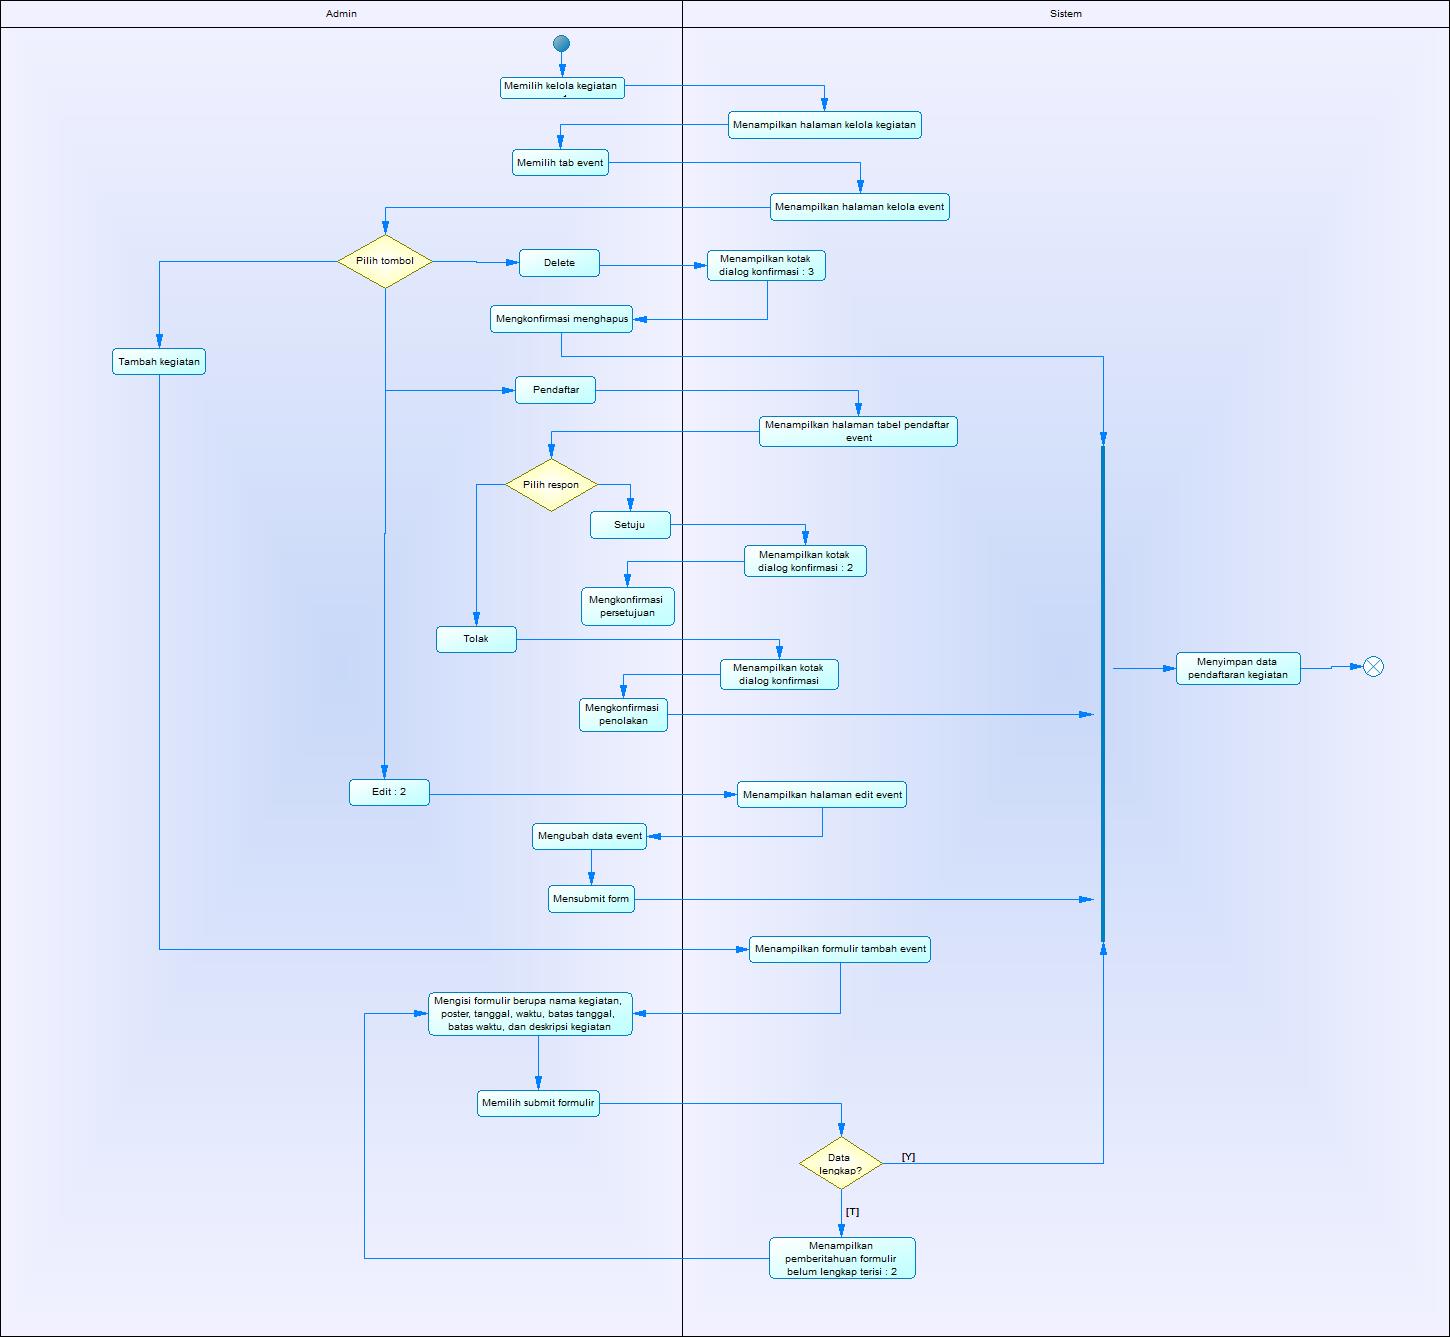 Admin
Sistem
Memilih kelola kegiatan
Menampilkan halaman kelola kegiatan
Memilih tab event
Menampilkan halaman kelola event
Pilih tombol
Delete
Menampilkan kotak
dialog konfirmasi : 3
Mengkonfirmasi menghapus
Tambah kegiatan
Pendaftar
Menampilkan halaman tabel pendaftar
event
Pilih respon
Setuju
Menampilkan kotak
dialog konfirmasi : 2
Mengkonfirmasi
persetujuan
Tolak
Menampilkan kotak
dialog konfirmasi
Menyimpan data
pendaftaran kegiatan
Mengkonfirmasi
penolakan
Edit : 2
Menampilkan halaman edit event
Mengubah data event
Mensubmit form
Menampilkan formulir tambah event
Mengisi formulir berupa nama kegiatan,
poster, tanggal, waktu, batas tanggal,
batas waktu, dan deskripsi kegiatan
Memilih submit formulir
Data
lengkap?
[Y]
[T]
Menampilkan
pemberitahuan formulir
belum lengkap terisi : 2